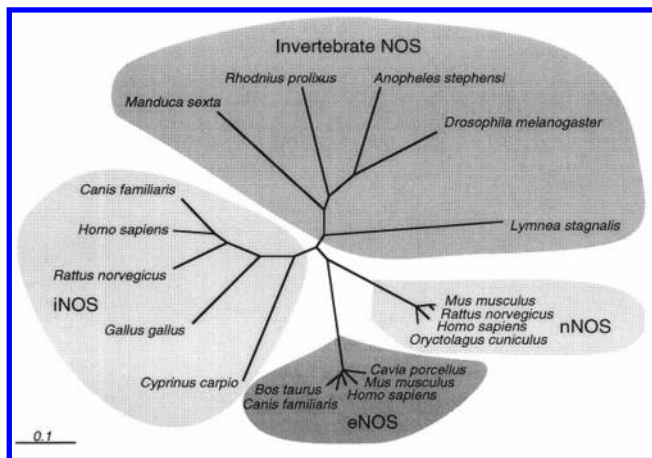 Invertebrate NOS
Rhodnius prolixus
Anopheles stephensi
Manduca sexta
Drosophila melanogaster
Canis familiaris
Homo sapiens
Lymnea stagnalis
Rattus norvegicus
iNOS
Gallus gallus
Mus musculus
Rattus norvegicus
Homo sapiens
Oryctolagus cuniculus
nNOS
Cyprinus carpio
Cavia porcellus
Mus musculus
Homo sapiens
Bos taurus
Canis familiaris
eNOS
0.1